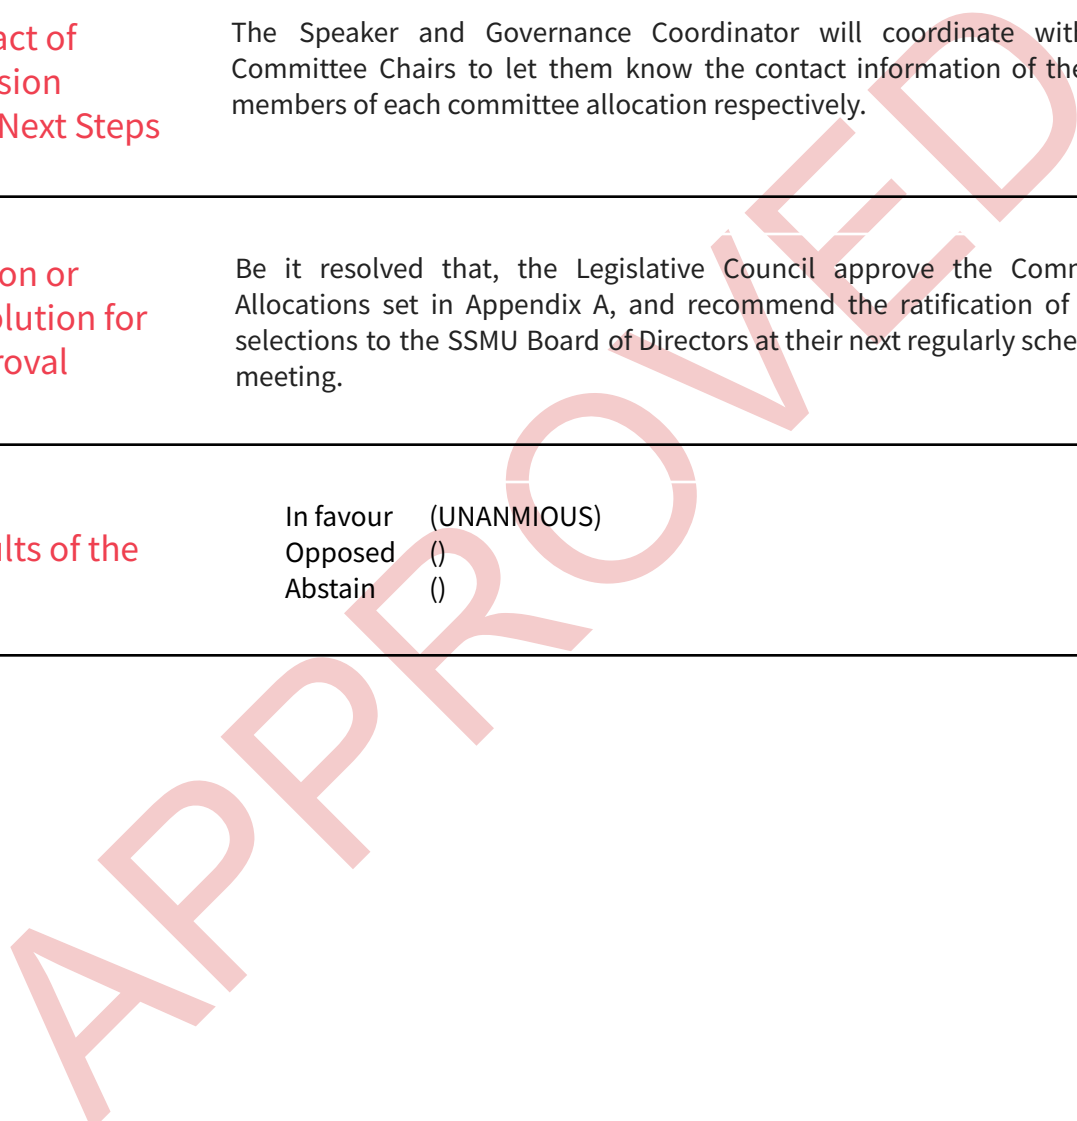 act of
sion
Next Steps
The Speaker and Governance Coordinator will coordinate with
Committee Chairs to let them know the contact information of the
members of each committee allocation respectively.
on or
lution for
roval
Be it resolved that, the Legislative Council approve the Comm
Allocations set in Appendix A, and recommend the ratification of
selections to the SSMU Board of Directors at their next regularly sche
meeting.
lts of the
In favour (UNANMIOUS)
Opposed ()
Abstain ()
APPROVED